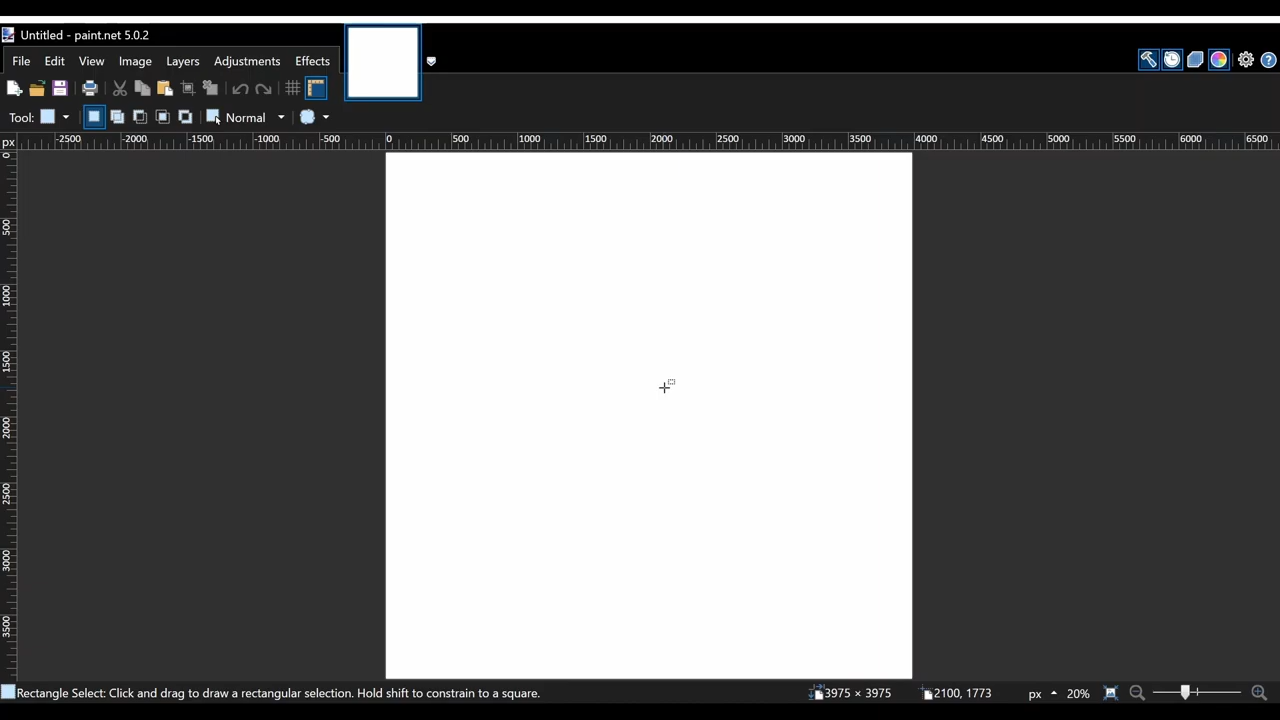 Untitled - paint.net 5.0.2
File Edit View Image Layers Adjustments Effects
Tool: Normal
px -2500 -2000 -1500 -1000 -500 0 500 1000 1500 2000 2500 3000 3500 4000 4500 5000 5500 6000 6500
0
500
1000
1500
2000
2500
3000
3500
Rectangle Select: Click and drag to draw a rectangular selection. Hold shift to constrain to a square. 3975 × 3975 2100, 1773 px 20%